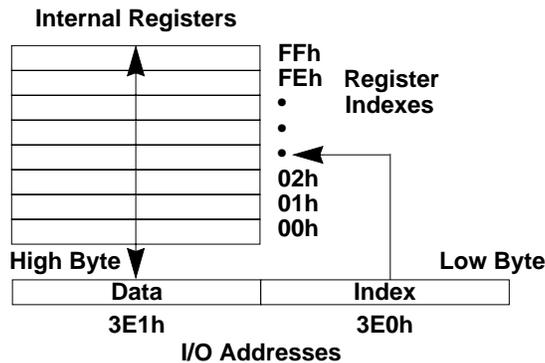 Internal Registers
FFh
FEh
Register
Indexes
•
•
•
02h
01h
00h
High Byte
Low Byte
Data
Index
3E1h
3E0h
I/O Addresses